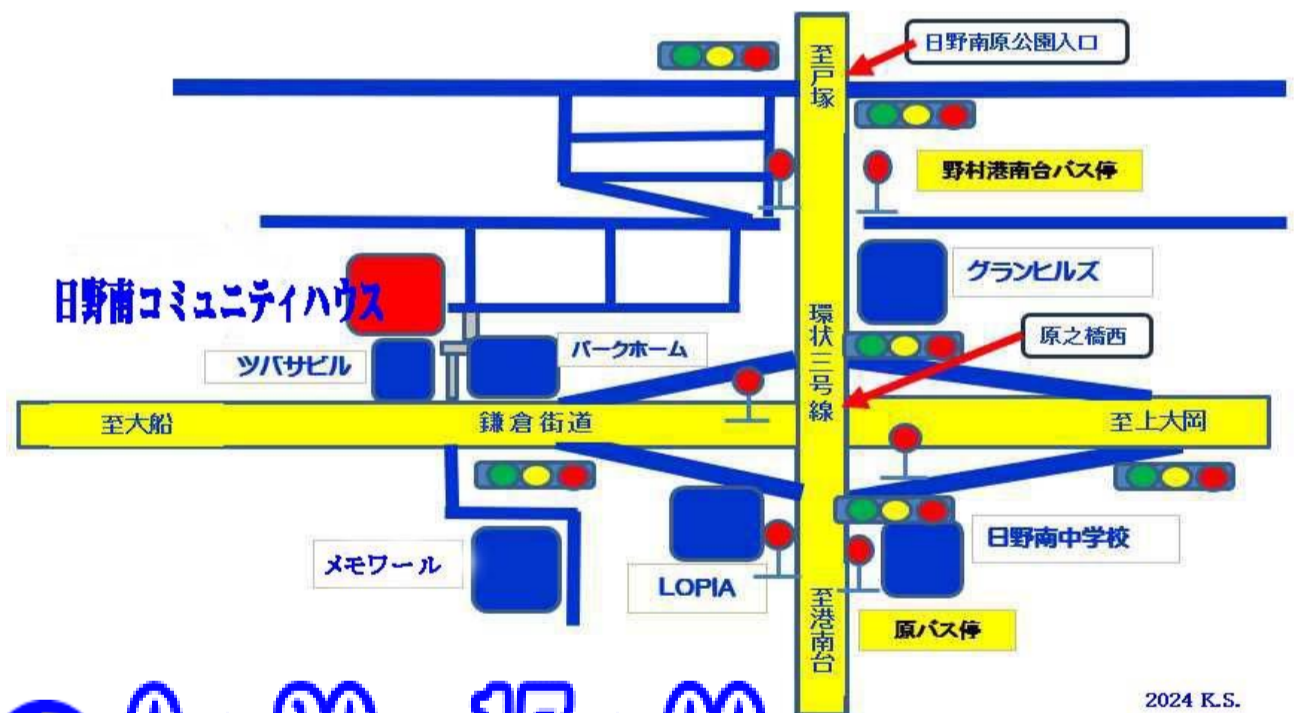 日野南原公園入口
至戸塚
野村港南台バス停
グランヒルズ
日野南コミュニティハウス
環状三号線
原之橋西
パークホーム
ツバサビル
至大船
鎌倉街道
至上大岡
日野南中学校
メモワール
LOPIA
原バス停
至港南台
2024 K.S.